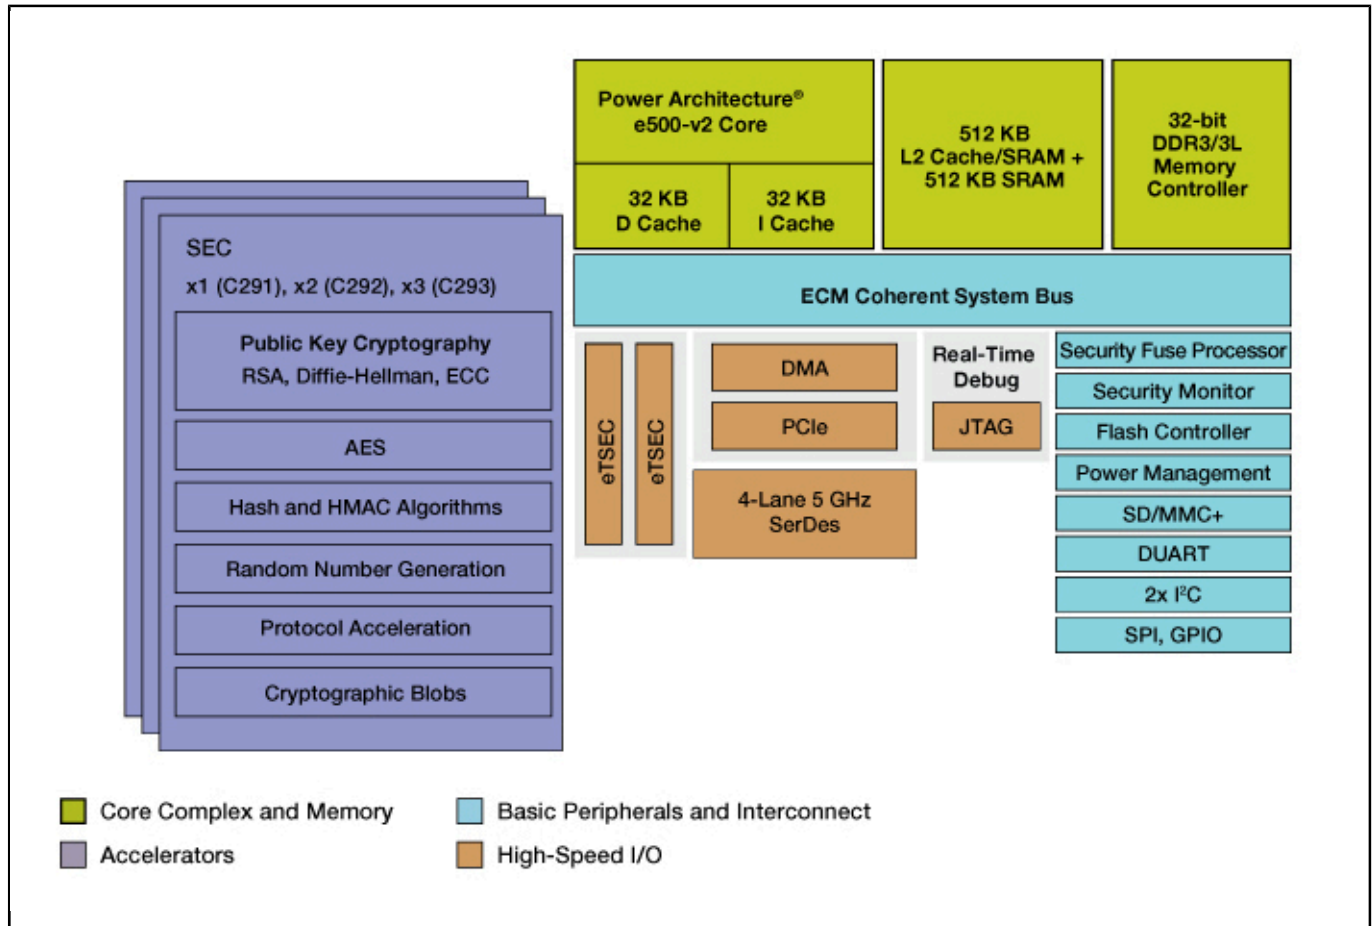 Power Architecture®
e500-v2 Core
32 KB
D Cache
32 KB
I Cache
512 KB
L2 Cache/SRAM +
512 KB SRAM
32-bit
DDR3/3L
Memory
Controller
SEC
x1 (C291), x2 (C292), x3 (C293)
Public Key Cryptography
RSA, Diffie-Hellman, ECC
AES
Hash and HMAC Algorithms
Random Number Generation
Protocol Acceleration
Cryptographic Blobs
ECM Coherent System Bus
eTSEC
eTSEC
DMA
PCIe
4-Lane 5 GHz
SerDes
Real-Time
Debug
JTAG
Security Fuse Processor
Security Monitor
Flash Controller
Power Management
SD/MMC+
DUART
2x I²C
SPI, GPIO
Core Complex and Memory
Accelerators
Basic Peripherals and Interconnect
High-Speed I/O